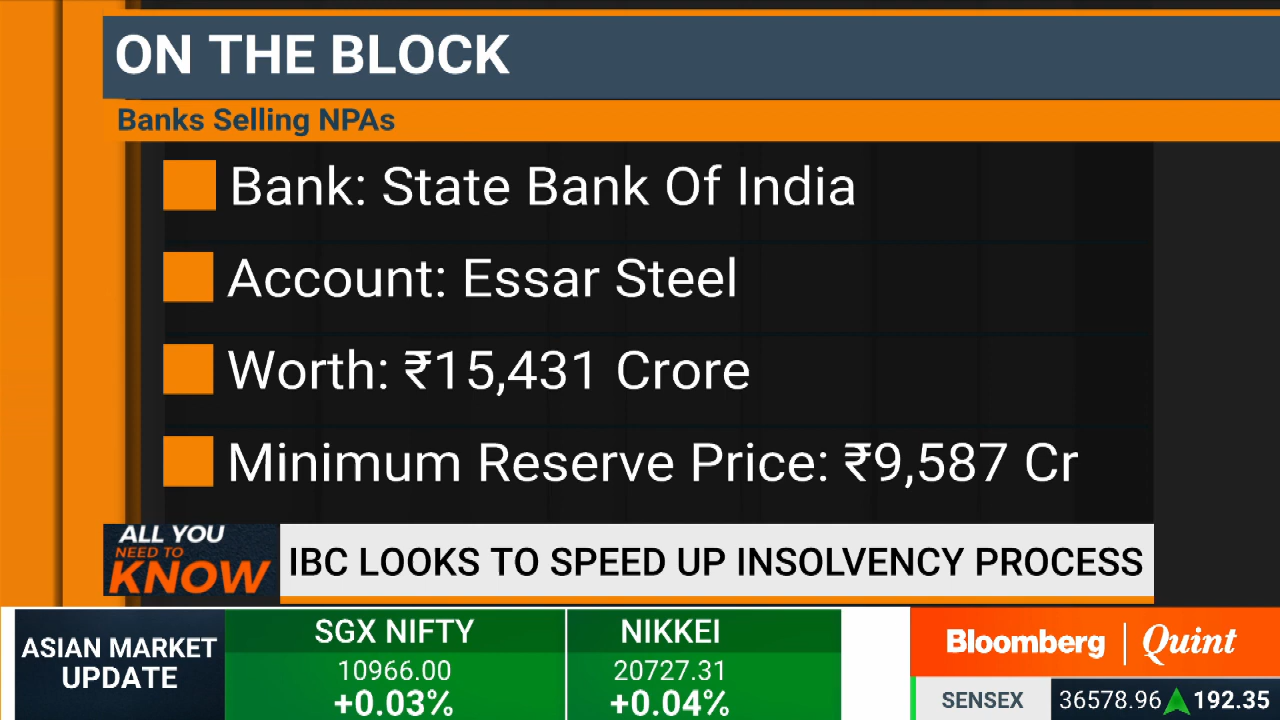 ON THE BLOCK
Banks Selling NPAs
Bank: State Bank Of India
Account: Essar Steel
Worth: ₹15,431 Crore
Minimum Reserve Price: ₹9,587 Cr
ALL YOU
NEED TO
KNOW
IBC LOOKS TO SPEED UP INSOLVENCY PROCESS
ASIAN MARKET
UPDATE
SGX NIFTY
10966.00
+0.03%
NIKKEI
20727.31
+0.04%
Bloomberg | Quint
SENSEX 36578.96 ▲ 192.35